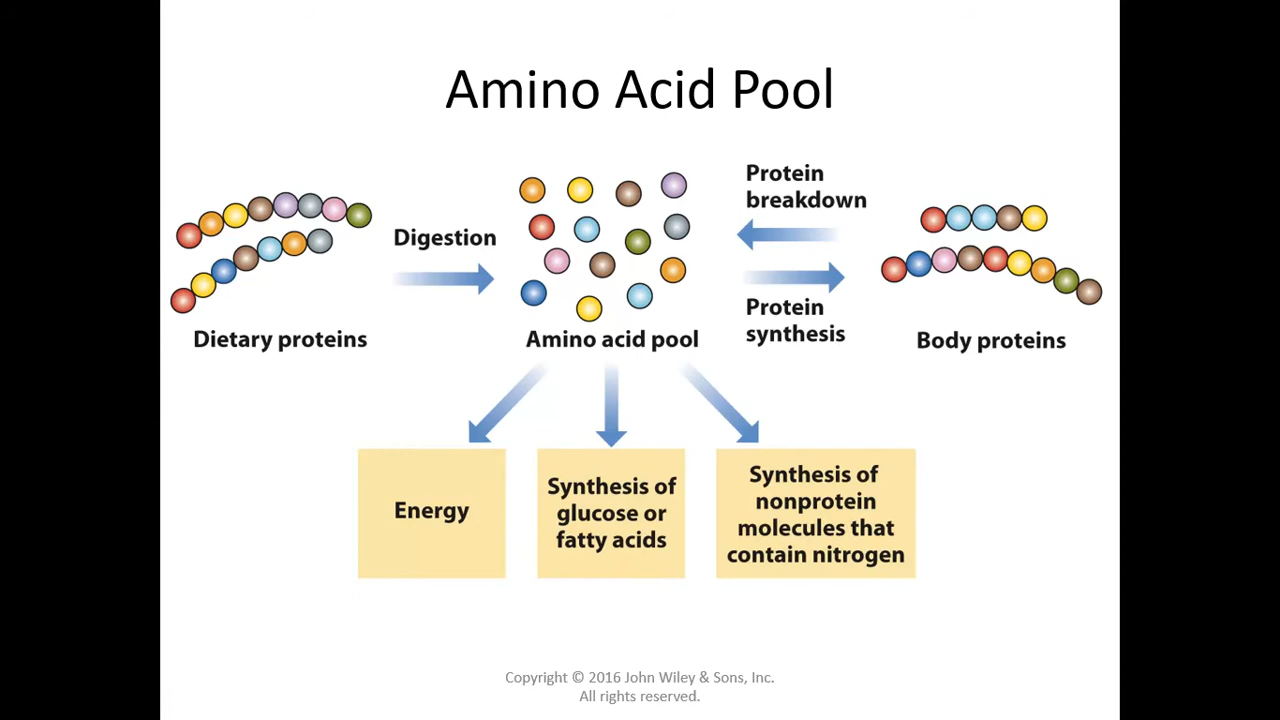 Amino Acid Pool
Digestion
Dietary proteins
Amino acid pool
Protein
breakdown
Protein
synthesis
Body proteins
Energy
Synthesis of
glucose or
fatty acids
Synthesis of
nonprotein
molecules that
contain nitrogen
Copyright © 2016 John Wiley & Sons, Inc.
All rights reserved.